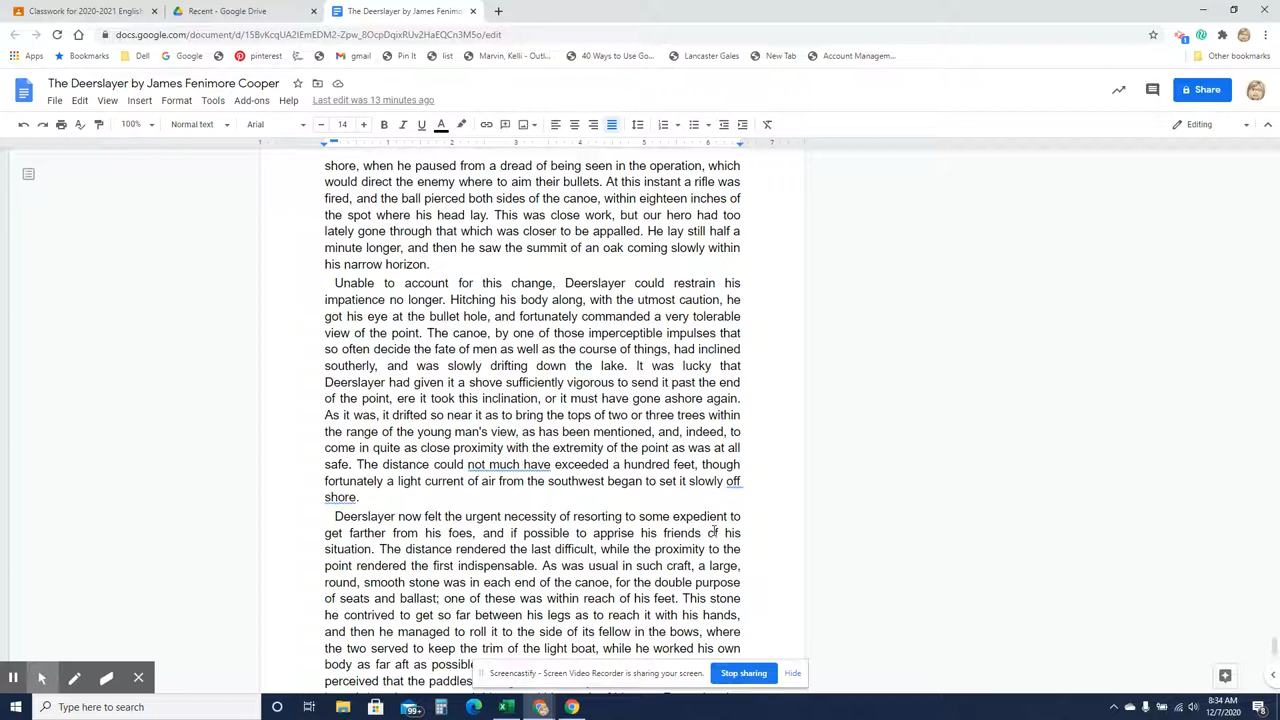 Classwork for 2020-2021 English
Recent - Google Drive
The Deerslayer by James Fenimore
docs.google.com/document/d/15BvKcqUA2IEmEDM2-Zpw_8OcpDqixRUv2HaEQCn3M5o/edit
Apps Bookmarks Dell Google pinterest gmail Pin It list Marvin, Kelli - Outl... 40 Ways to Use Go... Lancaster Gales New Tab Account Managem... Other bookmarks
The Deerslayer by James Fenimore Cooper
Share
File Edit View Insert Format Tools Add-ons Help Last edit was 13 minutes ago
100% Normal text Arial 14 B I U A Editing
1 1 2 3 4 5 6 7
shore, when he paused from a dread of being seen in the operation, which
would direct the enemy where to aim their bullets. At this instant a rifle was
fired, and the ball pierced both sides of the canoe, within eighteen inches of
the spot where his head lay. This was close work, but our hero had too
lately gone through that which was closer to be appalled. He lay still half a
minute longer, and then he saw the summit of an oak coming slowly within
his narrow horizon.
Unable to account for this change, Deerslayer could restrain his
impatience no longer. Hitching his body along, with the utmost caution, he
got his eye at the bullet hole, and fortunately commanded a very tolerable
view of the point. The canoe, by one of those imperceptible impulses that
so often decide the fate of men as well as the course of things, had inclined
southerly, and was slowly drifting down the lake. It was lucky that
Deerslayer had given it a shove sufficiently vigorous to send it past the end
of the point, ere it took this inclination, or it must have gone ashore again.
As it was, it drifted so near it as to bring the tops of two or three trees within
the range of the young man's view, as has been mentioned, and, indeed, to
come in quite as close proximity with the extremity of the point as was at all
safe. The distance could not much have exceeded a hundred feet, though
fortunately a light current of air from the southwest began to set it slowly off
shore.
Deerslayer now felt the urgent necessity of resorting to some expedient to
get farther from his foes, and if possible to apprise his friends of his
situation. The distance rendered the last difficult, while the proximity to the
point rendered the first indispensable. As was usual in such craft, a large,
round, smooth stone was in each end of the canoe, for the double purpose
of seats and ballast; one of these was within reach of his feet. This stone
he contrived to get so far between his legs as to reach it with his hands,
and then he managed to roll it to the side of its fellow in the bows, where
the two served to keep the trim of the light boat, while he worked his own
body as far aft as possible
perceived that the paddles
Screencastify - Screen Video Recorder is sharing your screen. Stop sharing Hide
Type here to search
99+
8:34 AM
12/7/2020